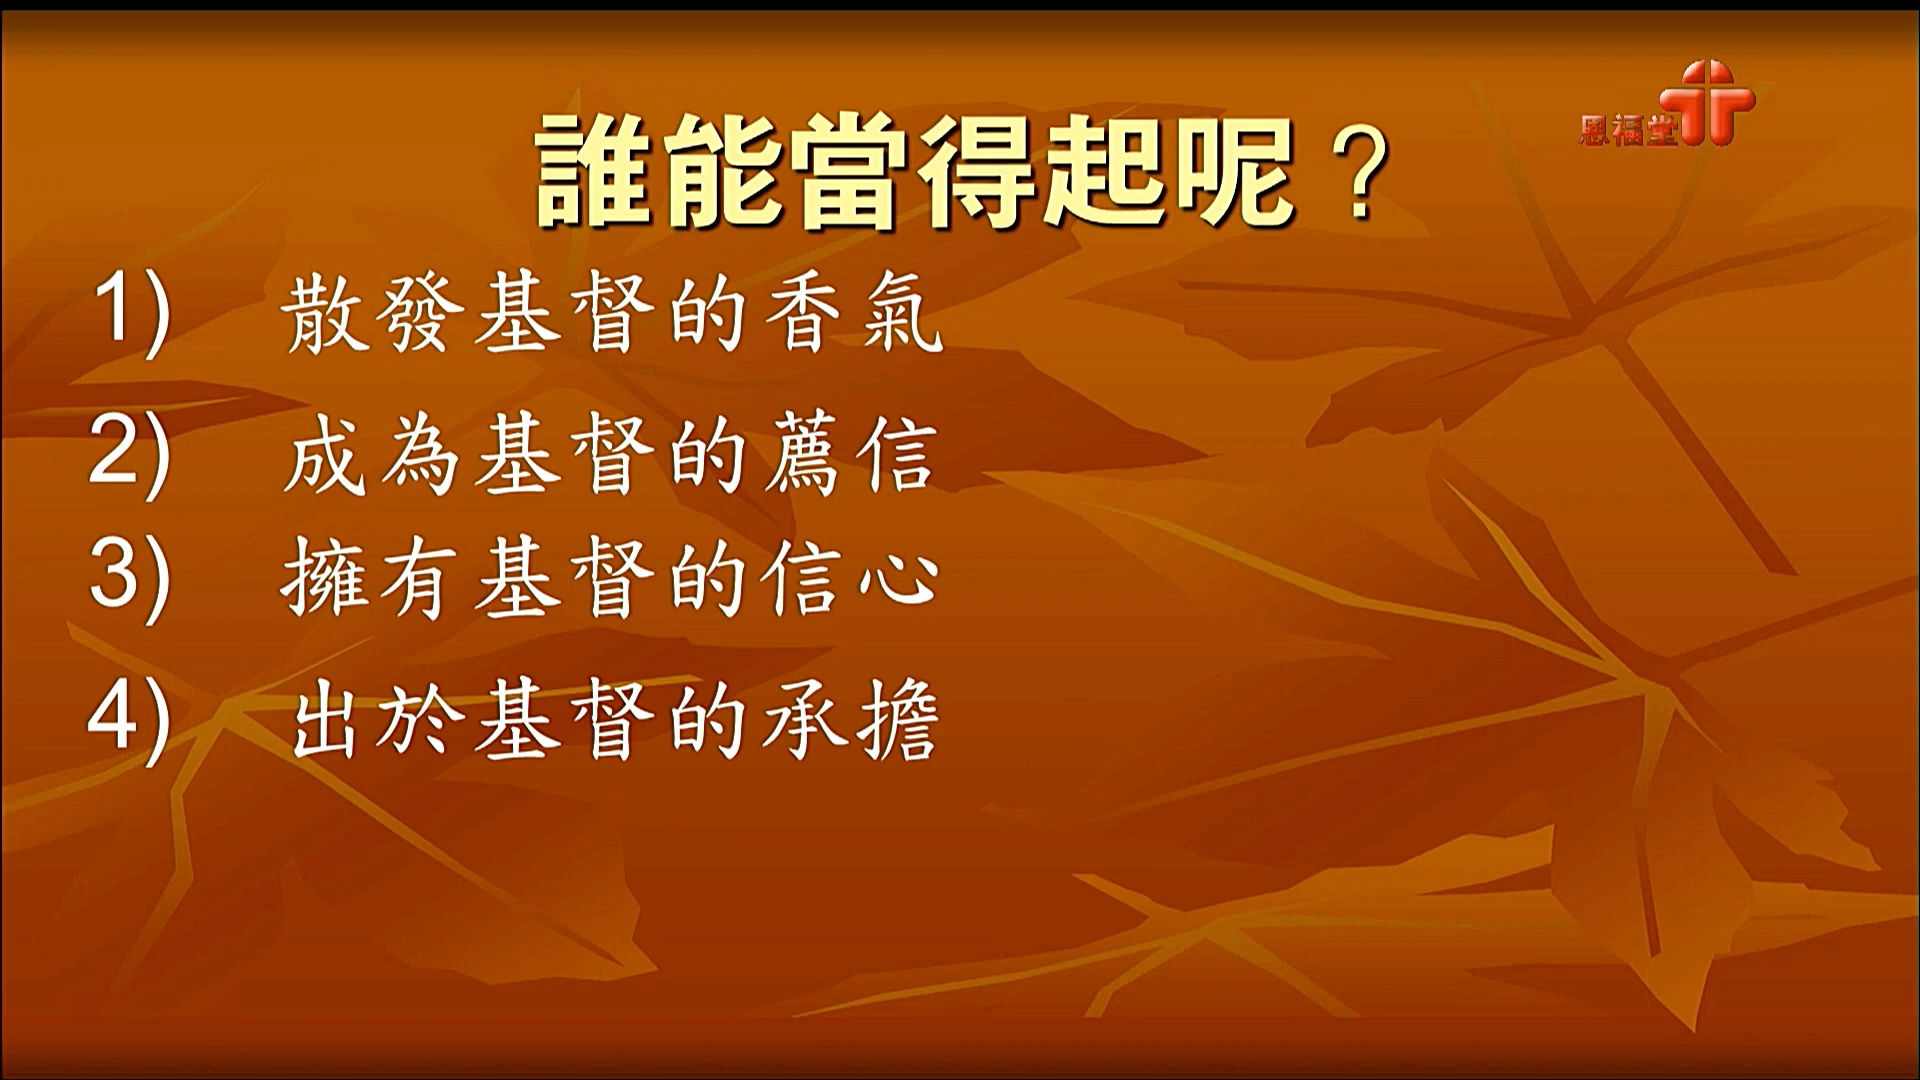 恩福堂
誰能當得起呢？
1) 散發基督的香氣
2) 成為基督的薦信
3) 擁有基督的信心
4) 出於基督的承擔